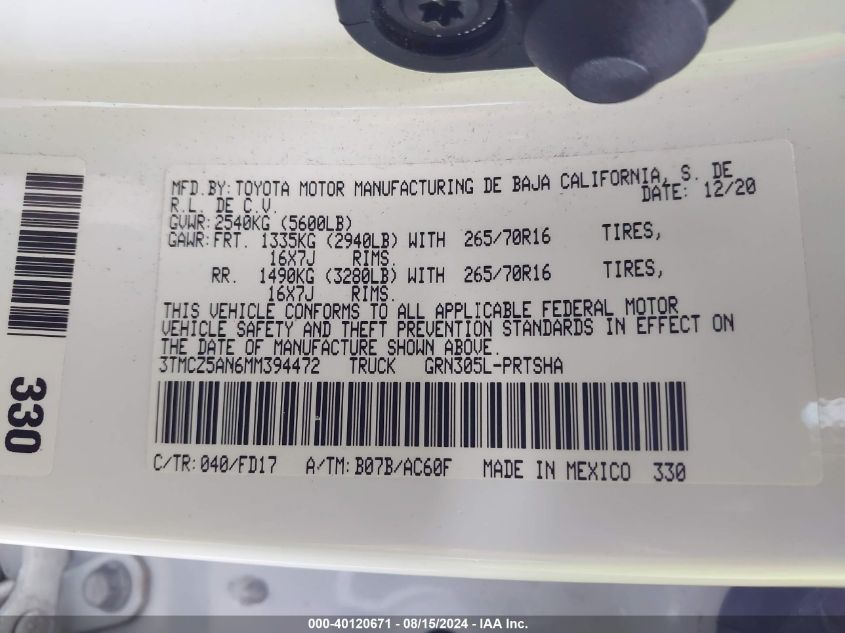 MFD. BY: TOYOTA MOTOR MANUFACTURING DE BAJA CALIFORNIA, S. DE
R.L. DE C.V. DATE: 12/20
GVWR: 2540KG (5600LB)
GAWR: FRT. 1335KG (2940LB) WITH 265/70R16 TIRES,
16X7J RIMS.
RR. 1490KG (3280LB) WITH 265/70R16 TIRES,
16X7J RIMS.
THIS VEHICLE CONFORMS TO ALL APPLICABLE FEDERAL MOTOR
VEHICLE SAFETY AND THEFT PREVENTION STANDARDS IN EFFECT ON
THE DATE OF MANUFACTURE SHOWN ABOVE.
3TMCZ5AN6MM394472 TRUCK GRN305L-PRTSHA
C/TR: 040/FD17 A/TM: B07B/AC60F MADE IN MEXICO 330
330
000-40120671 - 08/15/2024 - IAA Inc.